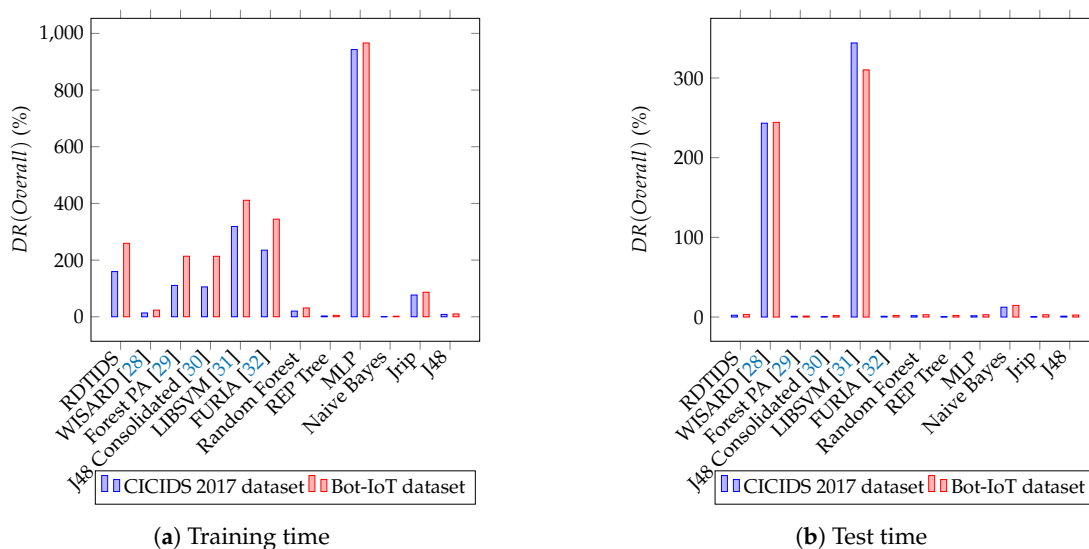 1,000
800
600
400
200
0
DR(Overall) (%)
RDTIDS
WISARD [28]
Forest PA [29]
J48 Consolidated [30]
LIBSVM [31]
FURIA [32]
Random Forest
REP Tree
MLP
Naive Bayes
Jrip
J48
CICIDS 2017 dataset Bot-IoT dataset
(a) Training time
300
200
100
0
DR(Overall) (%)
RDTIDS
WISARD [28]
Forest PA [29]
J48 Consolidated [30]
LIBSVM [31]
FURIA [32]
Random Forest
REP Tree
MLP
Naive Bayes
Jrip
J48
CICIDS 2017 dataset Bot-IoT dataset
(b) Test time